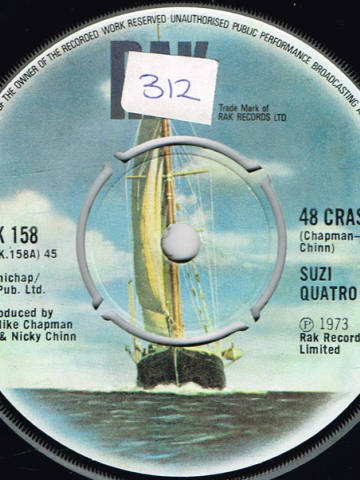 OF THE OWNER OF THE RECORDED WORK RESERVED · UNAUTHORISED PUBLIC PERFORMANCE BROADCASTING A
RAK
312
Trade Mark of
RAK RECORDS LTD.
K 158
K.158A) 45
nichap/
Pub. Ltd.
oduced by
Mike Chapman
& Nicky Chinn
48 CRAS
(Chapman–
Chinn)
SUZI
QUATRO
℗ 1973
Rak Record
Limited